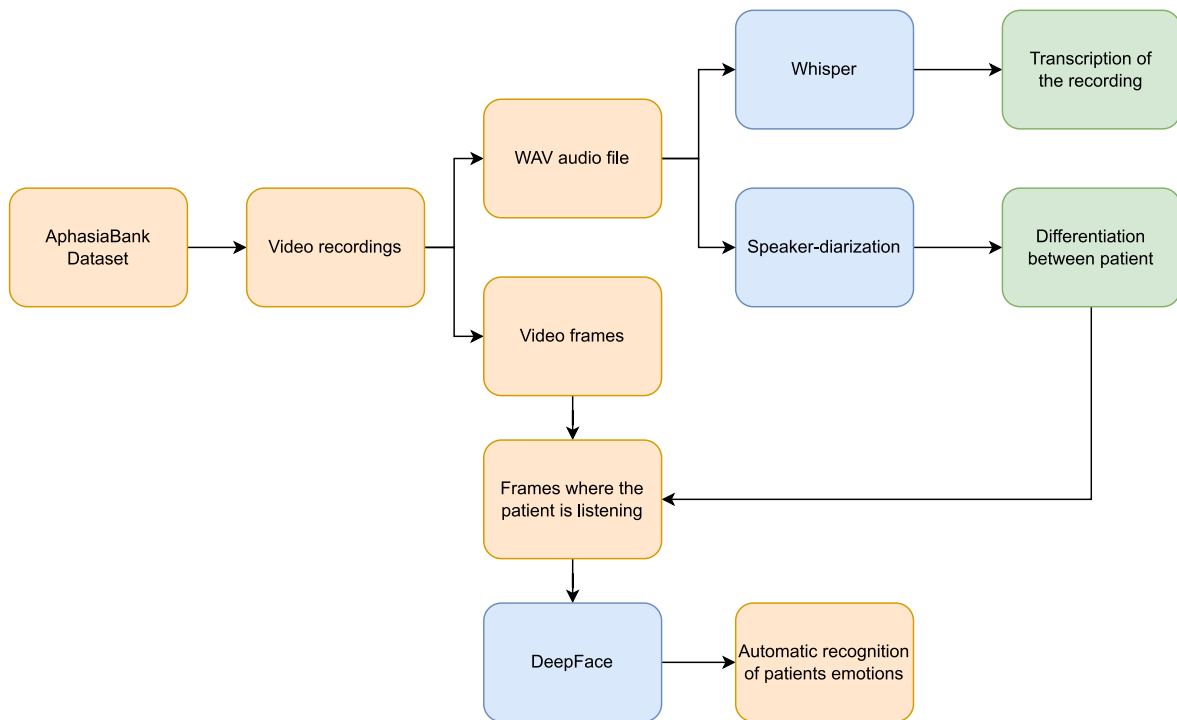 AphasiaBank
Dataset
Video recordings
WAV audio file
Video frames
Whisper
Transcription of
the recording
Speaker-diarization
Differentiation
between patient
Frames where the
patient is listening
DeepFace
Automatic recognition
of patients emotions